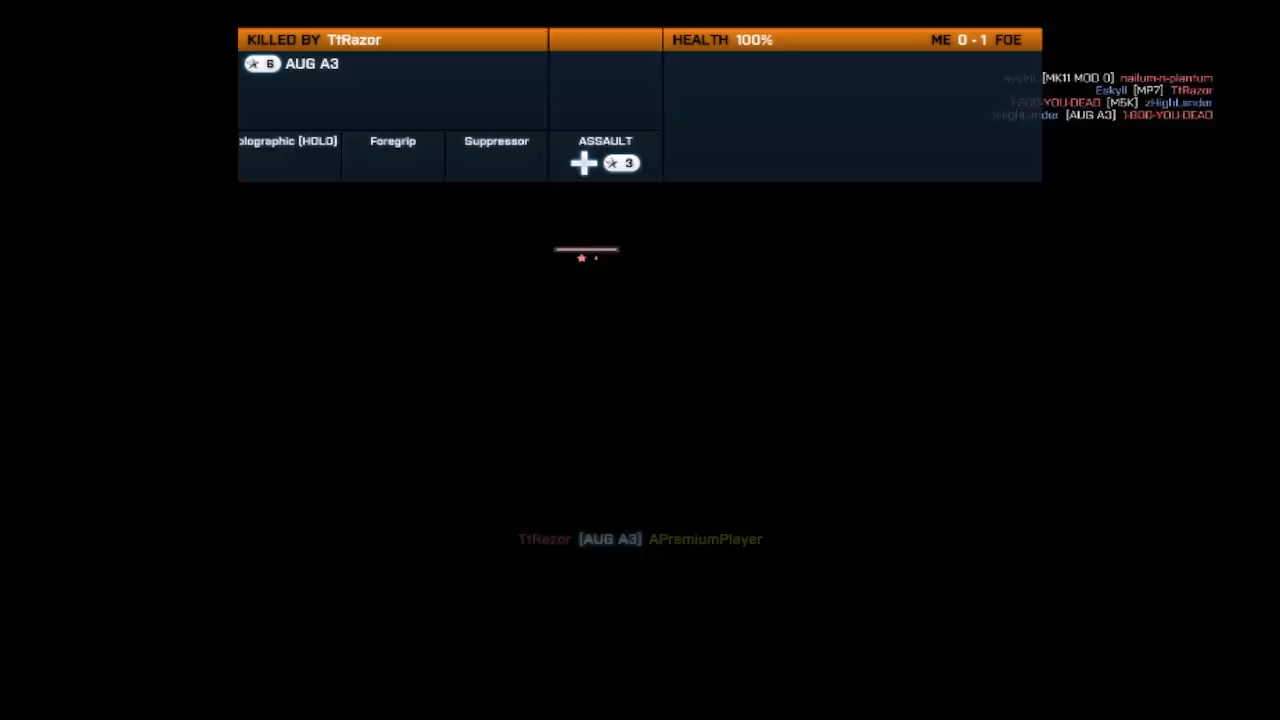 KILLED BY TtRazor
HEALTH 100% ME 0 - 1 FOE
6 AUG A3
[MK11 MOD 0] nailum-n-plantum
Eskyll [MP7] TtRazor
1-800-YOU-DEAD [M5K] zHighLander
zHighLander [AUG A3] 1-800-YOU-DEAD
olographic [HOLO] Foregrip Suppressor ASSAULT
3
TtRazor [AUG A3] APremiumPlayer